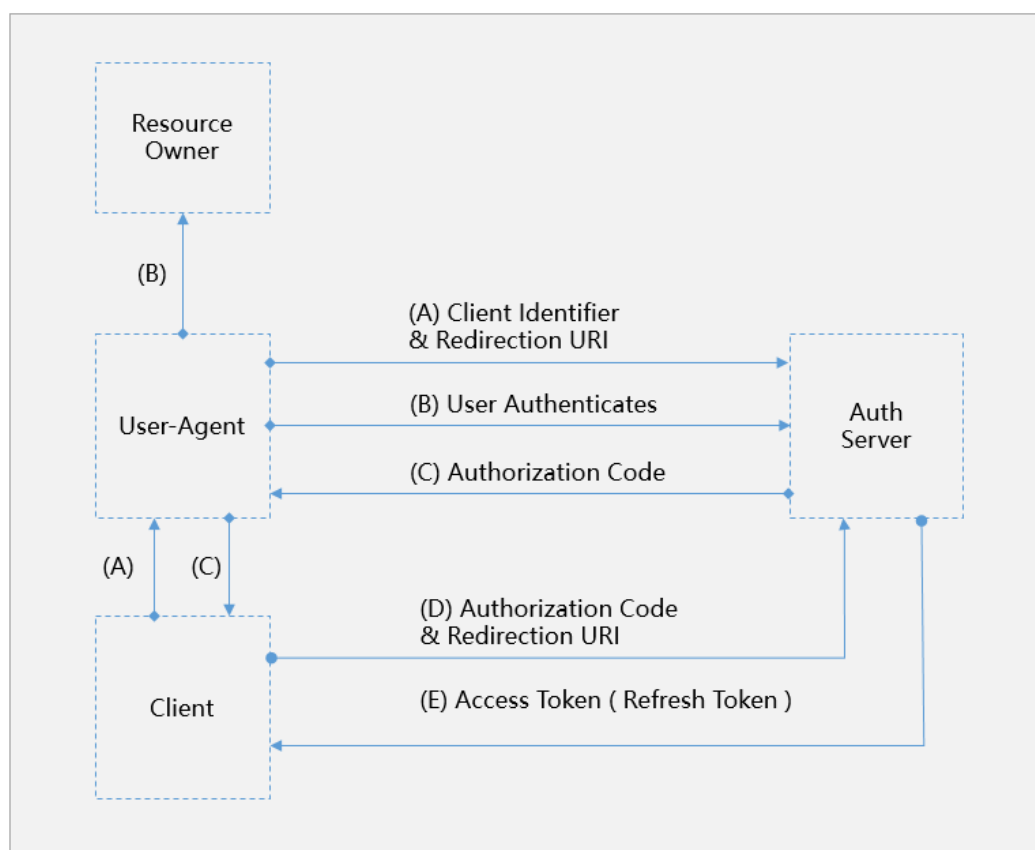 Resource
Owner
(B)
(A) Client Identifier
& Redirection URI
User-Agent
(B) User Authenticates
Auth
Server
(C) Authorization Code
(A)
(C)
(D) Authorization Code
& Redirection URI
Client
(E) Access Token ( Refresh Token )